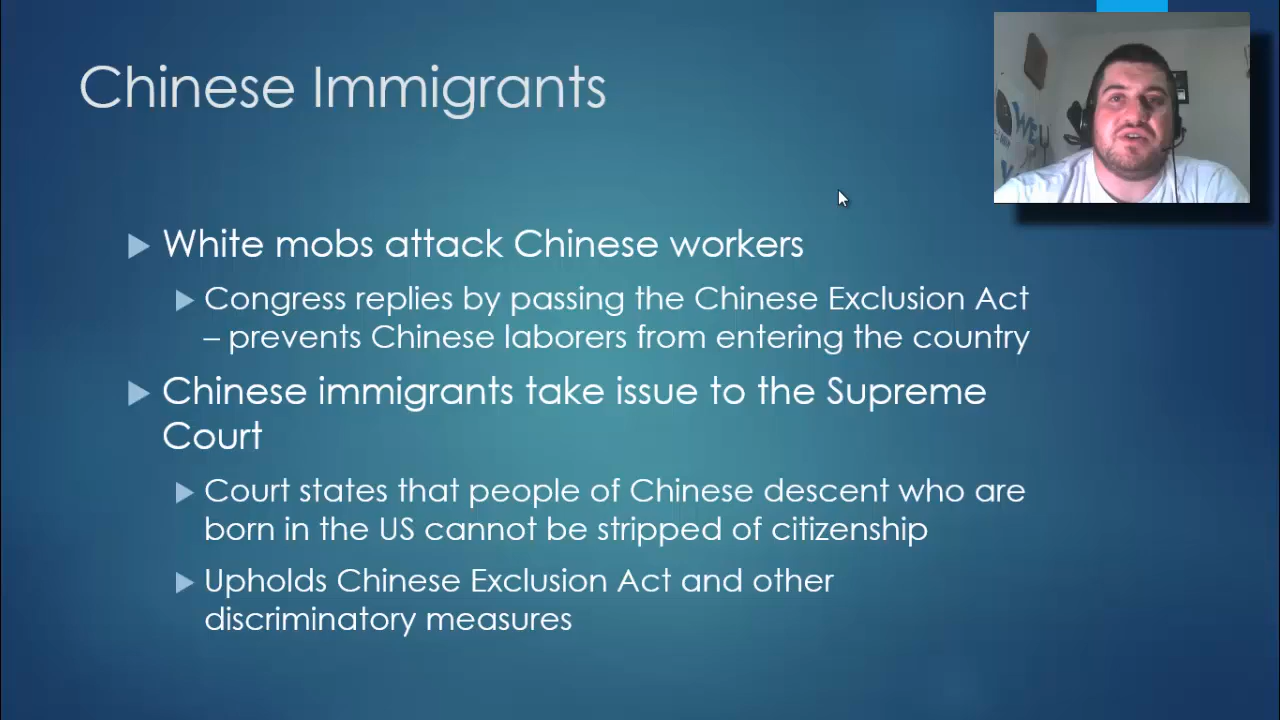 Chinese Immigrants
White mobs attack Chinese workers
Congress replies by passing the Chinese Exclusion Act
– prevents Chinese laborers from entering the country
Chinese immigrants take issue to the Supreme
Court
Court states that people of Chinese descent who are
born in the US cannot be stripped of citizenship
Upholds Chinese Exclusion Act and other
discriminatory measures